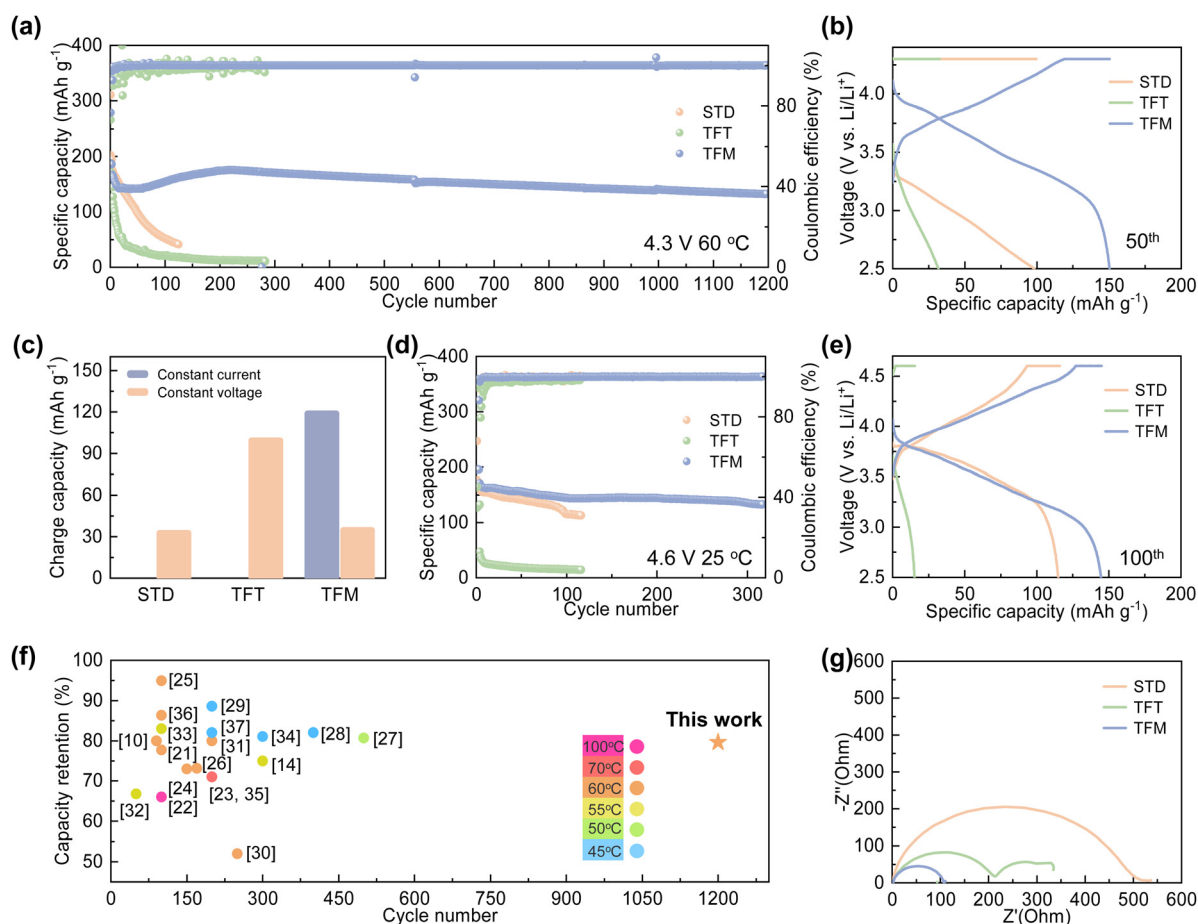 (a)
400
300
200
100
0
Specific capacity (mAh g-1)
80
40
0
Coulombic efficiency (%)
STD
TFT
TFM
4.3 V 60 oC
0 100 200 300 400 500 600 700 800 900 1000 1100 1200
Cycle number
(b)
4.0
3.5
3.0
2.5
Voltage (V vs. Li/Li+)
STD
TFT
TFM
50th
0 50 100 150 200
Specific capacity (mAh g-1)
(c)
150
120
90
60
30
0
Charge capacity (mAh g-1)
Constant current
Constant voltage
STD TFT TFM
(d)
400
300
200
100
0
Specific capacity (mAh g-1)
80
40
0
Coulombic efficiency (%)
STD
TFT
TFM
4.6 V 25 oC
0 100 200 300
Cycle number
(e)
4.5
4.0
3.5
3.0
2.5
Voltage (V vs. Li/Li+)
STD
TFT
TFM
100th
0 50 100 150 200
Specific capacity (mAh g-1)
(f)
100
90
80
70
60
50
Capacity retention (%)
[25]
[36]
[29]
[33]
[37]
[10]
[31]
[34]
[28]
[27]
[21]
[26]
[14]
[24]
[23, 35]
[32]
[22]
[30]
This work
100oC
70oC
60oC
55oC
50oC
45oC
0 150 300 450 600 750 900 1050 1200
Cycle number
(g)
600
500
400
300
200
100
0
-Z''(Ohm)
STD
TFT
TFM
0 100 200 300 400 500 600
Z'(Ohm)